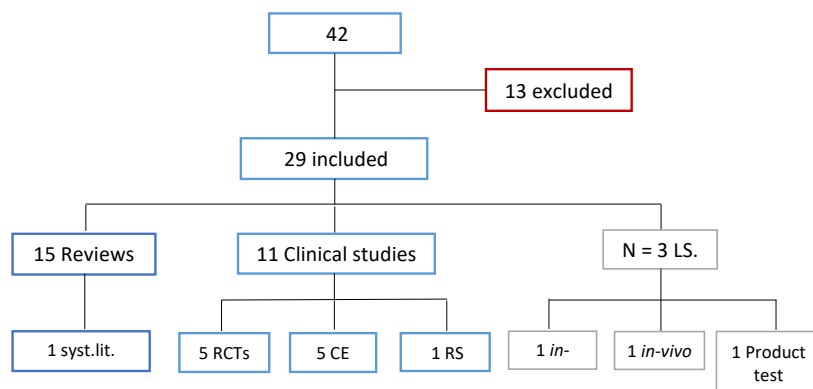 42
13 excluded
29 included
15 Reviews
11 Clinical studies
N = 3 LS.
1 syst.lit.
5 RCTs
5 CE
1 RS
1 in-
1 in-vivo
1 Product
test